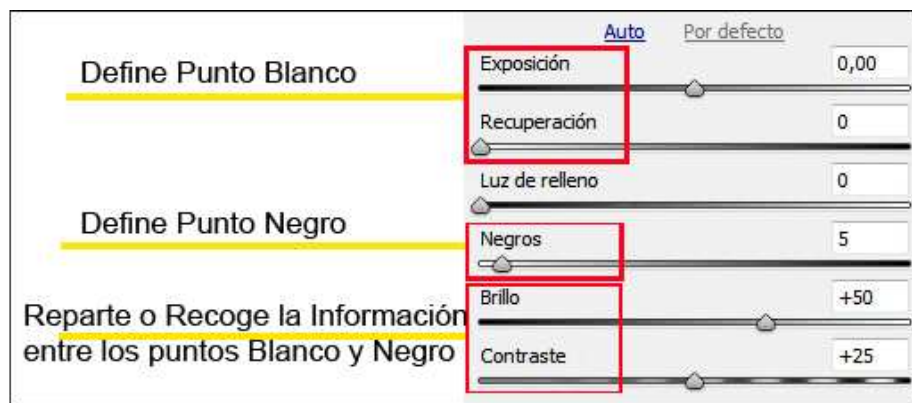 Auto Por defecto
Define Punto Blanco
Exposición 0,00
Recuperación 0
Luz de relleno 0
Define Punto Negro
Negros 5
Brillo +50
Reparte o Recoge la Información
entre los puntos Blanco y Negro
Contraste +25